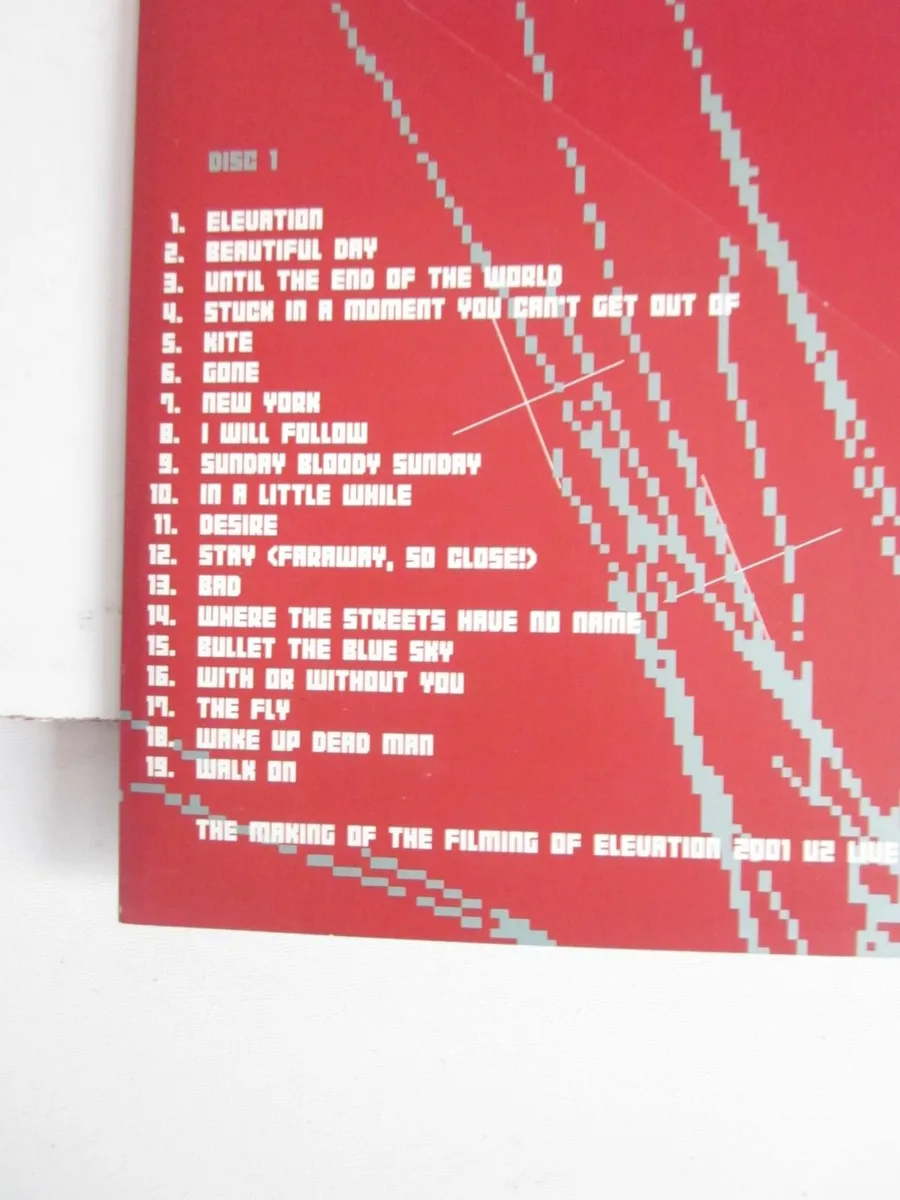 DISC 1
1. ELEVATION
2. BEAUTIFUL DAY
3. UNTIL THE END OF THE WORLD
4. STUCK IN A MOMENT YOU CAN'T GET OUT OF
5. KITE
6. GONE
7. NEW YORK
8. I WILL FOLLOW
9. SUNDAY BLOODY SUNDAY
10. IN A LITTLE WHILE
11. DESIRE
12. STAY (FARAWAY, SO CLOSE!)
13. BAD
14. WHERE THE STREETS HAVE NO NAME
15. BULLET THE BLUE SKY
16. WITH OR WITHOUT YOU
17. THE FLY
18. WAKE UP DEAD MAN
19. WALK ON
THE MAKING OF THE FILMING OF ELEVATION 2001 U2 LIVE